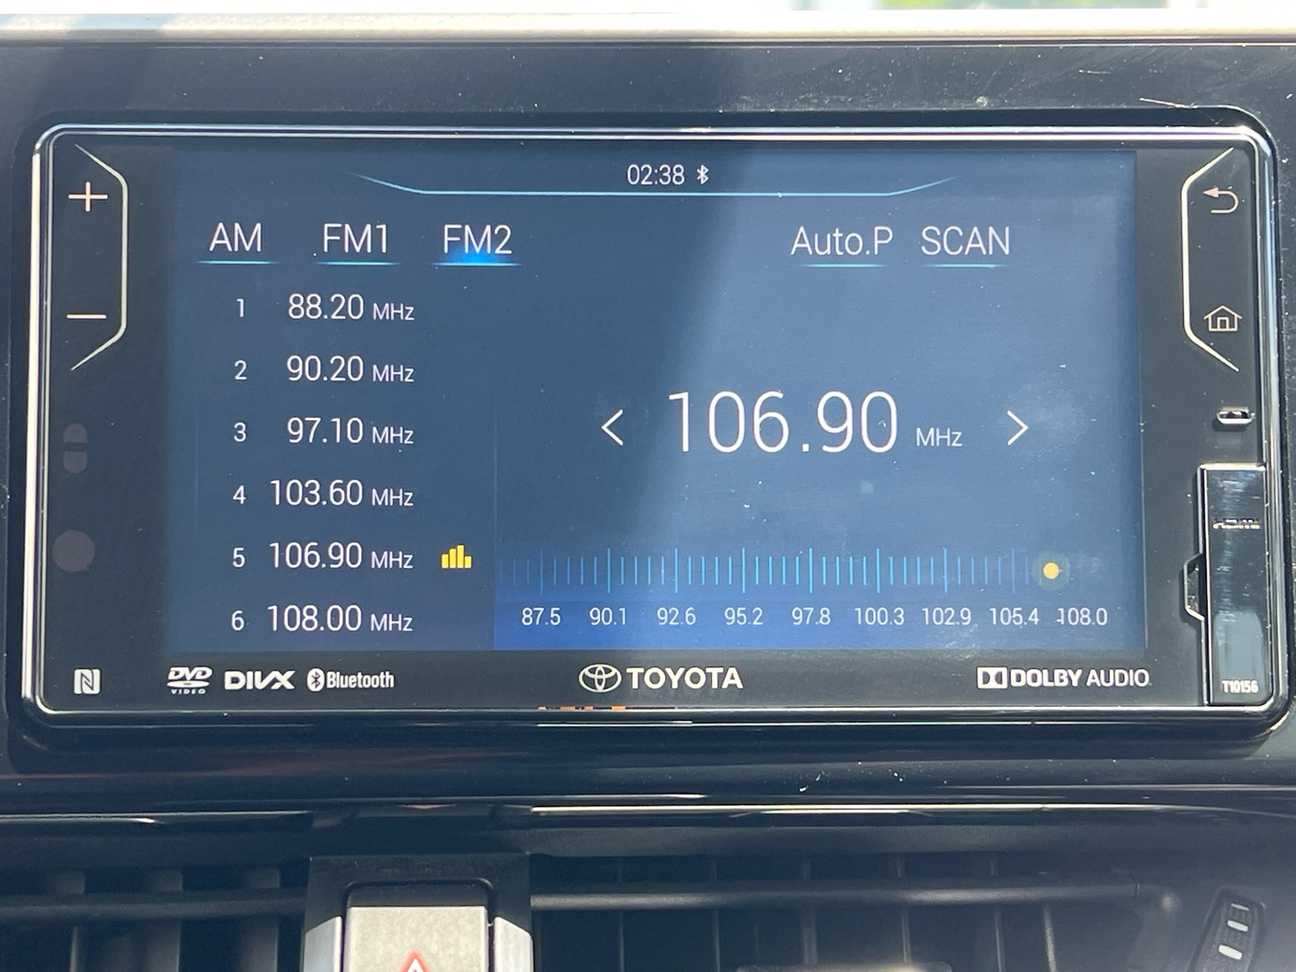 02:38
AM FM1 FM2 Auto.P SCAN
1 88.20 MHz
2 90.20 MHz
3 97.10 MHz
4 103.60 MHz
5 106.90 MHz
6 108.00 MHz
< 106.90 MHz >
87.5 90.1 92.6 95.2 97.8 100.3 102.9 105.4 108.0
N DVD VIDEO DIVX Bluetooth TOYOTA DOLBY AUDIO T10156